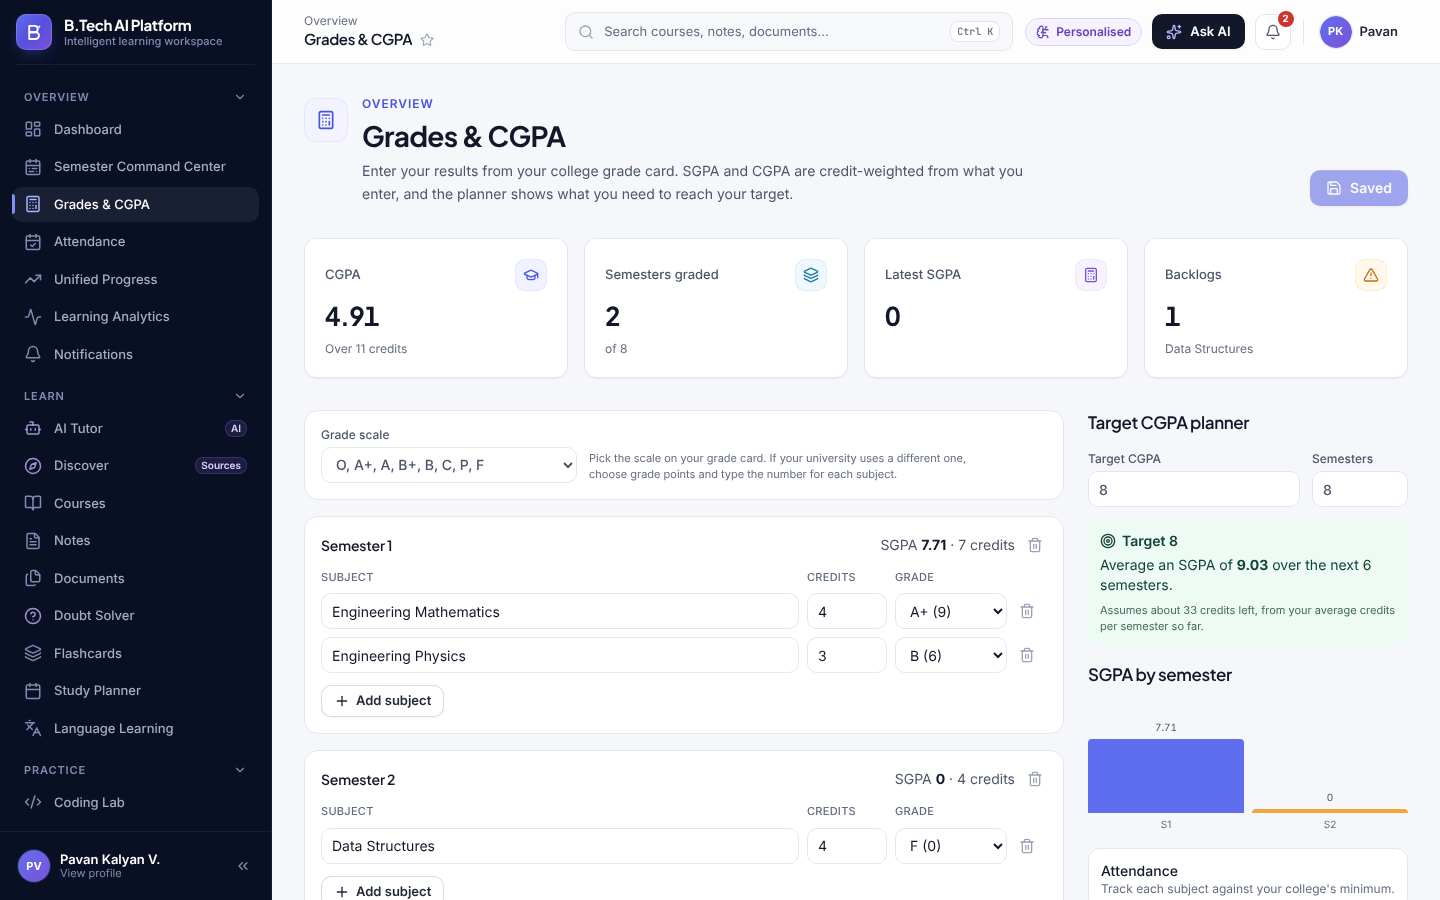 B.Tech AI Platform
Intelligent learning workspace
OVERVIEW
Dashboard
Semester Command Center
Grades & CGPA
Attendance
Unified Progress
Learning Analytics
Notifications
LEARN
AI Tutor AI
Discover Sources
Courses
Notes
Documents
Doubt Solver
Flashcards
Study Planner
Language Learning
PRACTICE
Coding Lab
PV
Pavan Kalyan V.
View profile
Overview
Grades & CGPA
Search courses, notes, documents... Ctrl K
Personalised
Ask AI
2
PK Pavan
OVERVIEW
Grades & CGPA
Enter your results from your college grade card. SGPA and CGPA are credit-weighted from what you
enter, and the planner shows what you need to reach your target.
Saved
CGPA
4.91
Over 11 credits
Semesters graded
2
of 8
Latest SGPA
0
Backlogs
1
Data Structures
Grade scale
O, A+, A, B+, B, C, P, F
Pick the scale on your grade card. If your university uses a different one,
choose grade points and type the number for each subject.
Semester 1
SGPA 7.71 · 7 credits
SUBJECT CREDITS GRADE
Engineering Mathematics 4 A+ (9)
Engineering Physics 3 B (6)
Add subject
Semester 2
SGPA 0 · 4 credits
SUBJECT CREDITS GRADE
Data Structures 4 F (0)
Add subject
Target CGPA planner
Target CGPA Semesters
8 8
Target 8
Average an SGPA of 9.03 over the next 6
semesters.
Assumes about 33 credits left, from your average credits
per semester so far.
SGPA by semester
7.71
0
S1 S2
Attendance
Track each subject against your college's minimum.